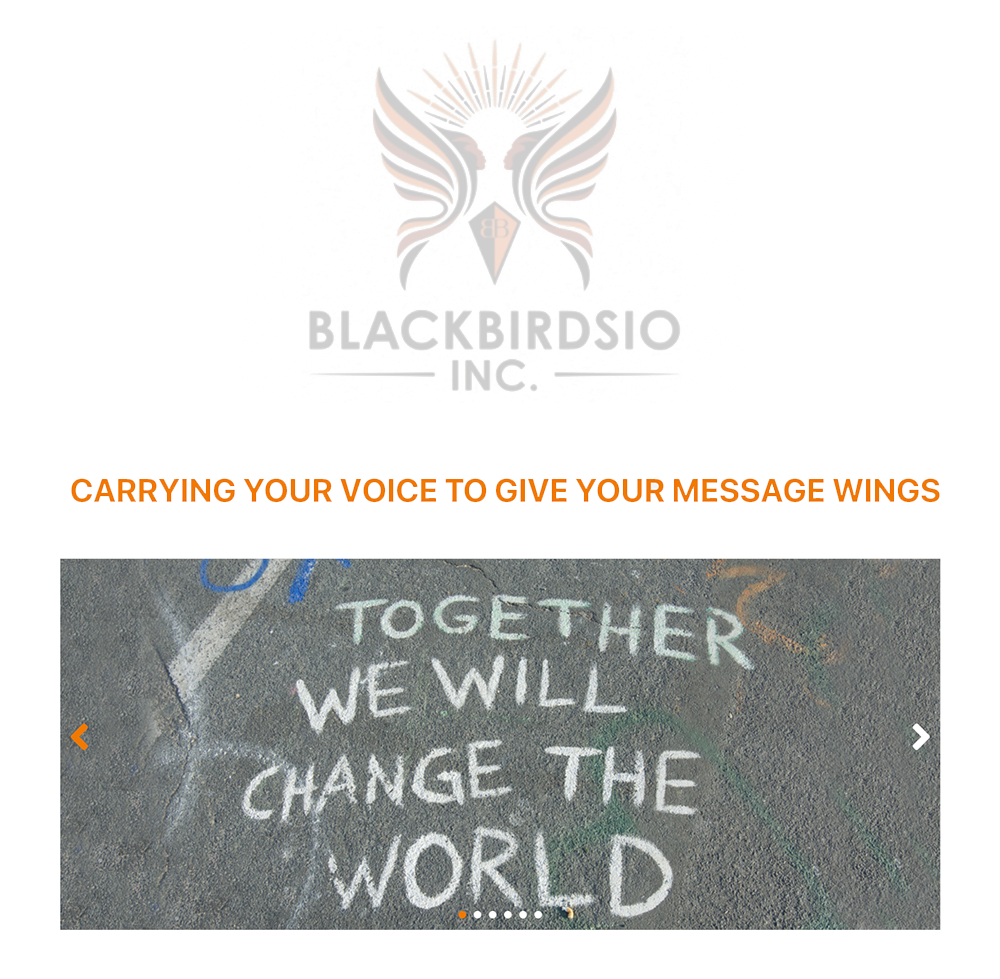 BB
BLACKBIRDSIO
INC.
CARRYING YOUR VOICE TO GIVE YOUR MESSAGE WINGS
TOGETHER
WE WILL
CHANGE THE
WORLD